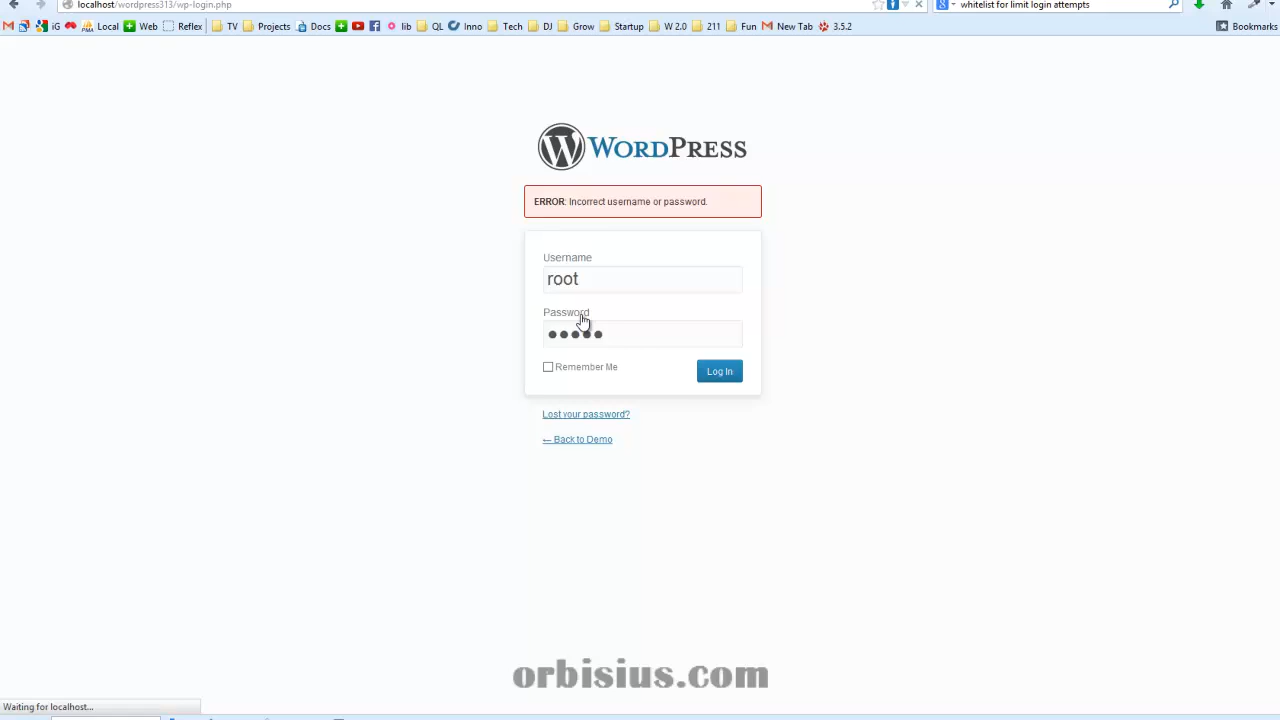 localhost/wordpress313/wp-login.php
whitelist for limit login attempts
iG
PMA
Local
Web
Reflex
TV
Projects
Docs
lib
QL
Inno
Tech
DJ
Grow
Startup
W 2.0
211
Fun
New Tab
3.5.2
Bookmarks
WORDPRESS
ERROR: Incorrect username or password.
Username
root
Password
Remember Me
Log In
Lost your password?
← Back to Demo
orbisius.com
Waiting for localhost...